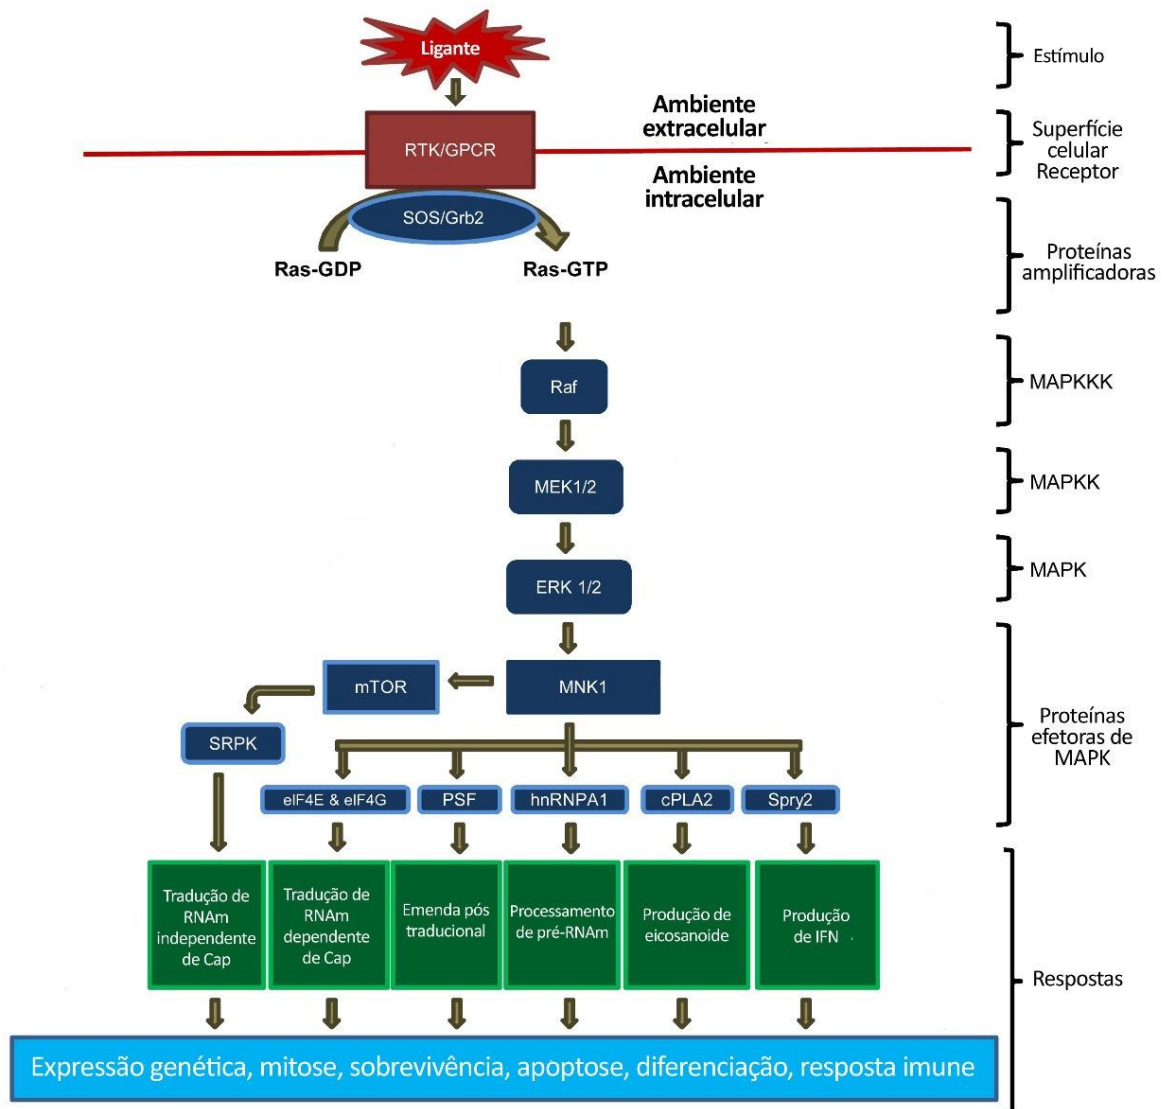 Ligante
Estímulo
Ambiente
extracelular
Superfície
celular
Receptor
RTK/GPCR
Ambiente
intracelular
SOS/Grb2
Ras-GDP
Ras-GTP
Proteínas
amplificadoras
Raf
MAPKKK
MEK1/2
MAPKK
ERK 1/2
MAPK
mTOR
MNK1
SRPK
Proteínas
efetoras de
MAPK
eIF4E & eIF4G
PSF
hnRNPA1
cPLA2
Spry2
Tradução de
RNAm
independente
de Cap
Tradução de
RNAm
dependente
de Cap
Emenda pós
traducional
Processamento
de pré-RNAm
Produção de
eicosanoide
Produção
de IFN
Respostas
Expressão genética, mitose, sobrevivência, apoptose, diferenciação, resposta imune